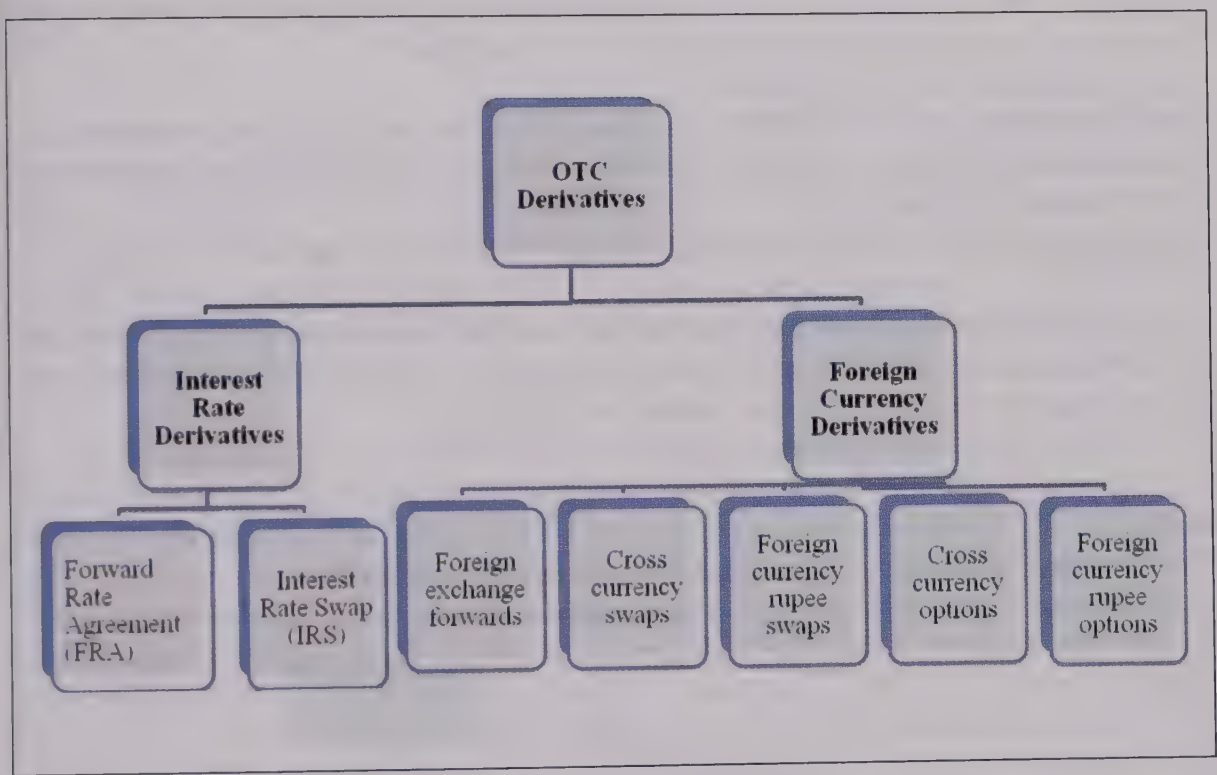 OTC
Derivatives
Interest
Rate
Derivatives
Foreign
Currency
Derivatives
Forward
Rate
Agreement
(FRA)
Interest
Rate Swap
(IRS)
Foreign
exchange
forwards
Cross
currency
swaps
Foreign
currency
rupee
swaps
Cross
currency
options
Foreign
currency
rupee
options